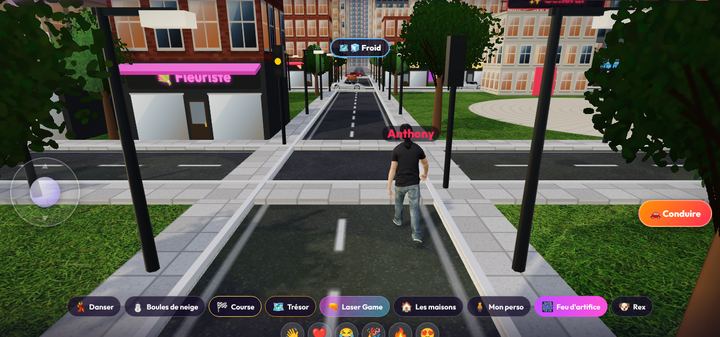 Froid
Fleuriste
Anthony
Conduire
Danser
Boules de neige
Course
Trésor
Laser Game
Les maisons
Mon perso
Feu d'artifice
Rex